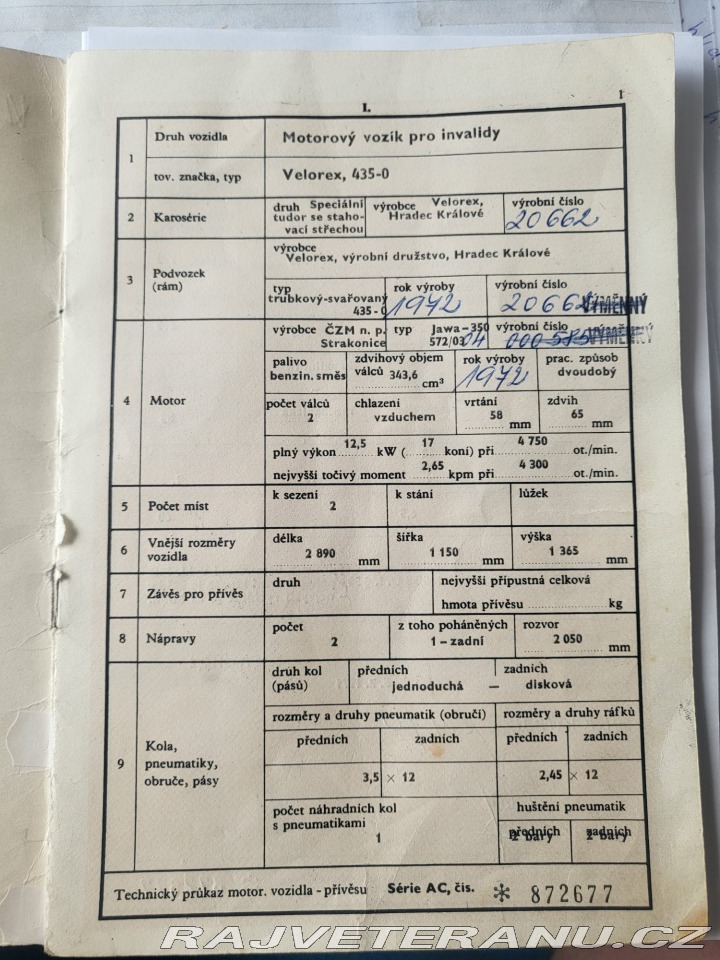 I. 1
1 Druh vozidla Motorový vozík pro invalidy
tov. značka, typ Velorex, 435-0
2 Karosérie druh Speciální tudor se staho- vací střechou výrobce Velorex, Hradec Králové výrobní číslo 20662
3 Podvozek (rám) výrobce Velorex, výrobní družstvo, Hradec Králové
typ trubkový-svařovaný 435-0 rok výroby 1972 výrobní číslo 20662 VÝMĚNNÝ
4 Motor výrobce ČZM n. p. Strakonice typ Jawa-350 572/03 04 výrobní číslo 000 585 VÝMĚNNÝ
palivo benzin. směs zdvihový objem válců 343,6 cm³ rok výroby 1972 prac. způsob dvoudobý
počet válců 2 chlazení vzduchem vrtání 58 mm zdvih 65 mm
plný výkon 12,5 kW ( 17 koní) při 4 750 ot./min.
nejvyšší točivý moment 2,65 kpm při 4 300 ot./min.
5 Počet míst k sezení 2 k stání lůžek
6 Vnější rozměry vozidla délka 2 890 mm šířka 1 150 mm výška 1 365 mm
7 Závěs pro přívěs druh nejvyšší přípustná celková hmota přívěsu kg
8 Nápravy počet 2 z toho poháněných 1 – zadní rozvor 2 050 mm
9 Kola, pneumatiky, obruče, pásy druh kol (pásů) předních zadních
jednoduchá — disková
rozměry a druhy pneumatik (obručí) rozměry a druhy ráfků
předních zadních předních zadních
3,5 × 12 2,45 × 12
počet náhradních kol s pneumatikami 1 huštění pneumatik
předních 2 bary zadních 2 bary
Technický průkaz motor. vozidla - přívěsu Série AC, čís. * 872677
RAJVETERANU.CZ